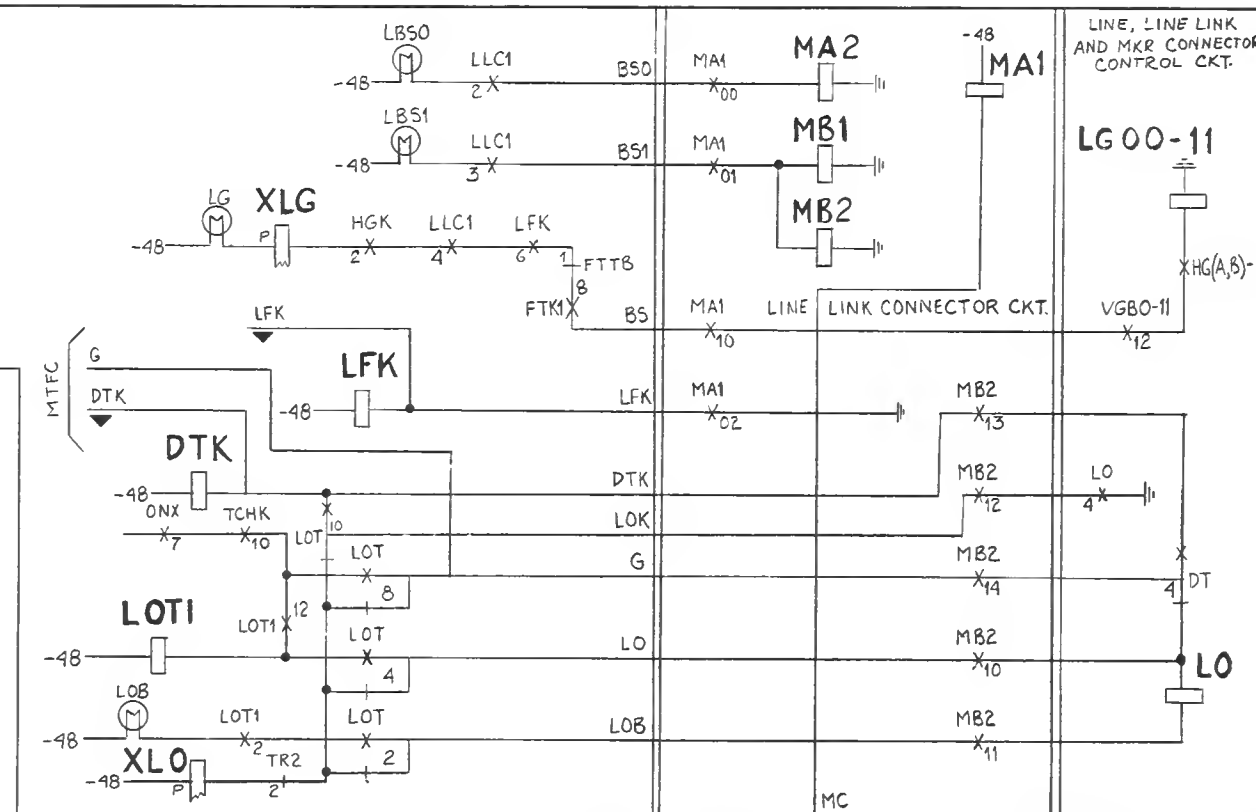 LBS0
-48 LLC1 2 BS0 MA1 00 MA2
-48 MA1
LINE, LINE LINK
AND MKR CONNECTOR
CONTROL CKT.
LBS1
-48 LLC1 3 BS1 MA1 01 MB1
MB2
LG00-11
LG XLG
-48 P HGK 2 LLC1 4 LFK 6 1 FTTB
8
FTK1 BS MA1 10 LINE LINK CONNECTOR CKT. VGB0-11 12
HG(A,B)-
LFK
MTFC
G
DTK
LFK
-48 LFK MA1 02
MB2 13
DTK
-48 DTK
MB2 12 LO 4
ONX 7 TCHK 10 LOT 10 LOK
LOT 8 G MB2 14 4 DT
LOT1
LOT1 12
-48 LOT 4 LO MB2 10
LO
LOB
-48 LOT1 2 LOT 2 LOB MB2 11
XLO
-48 P TR2 2
MC